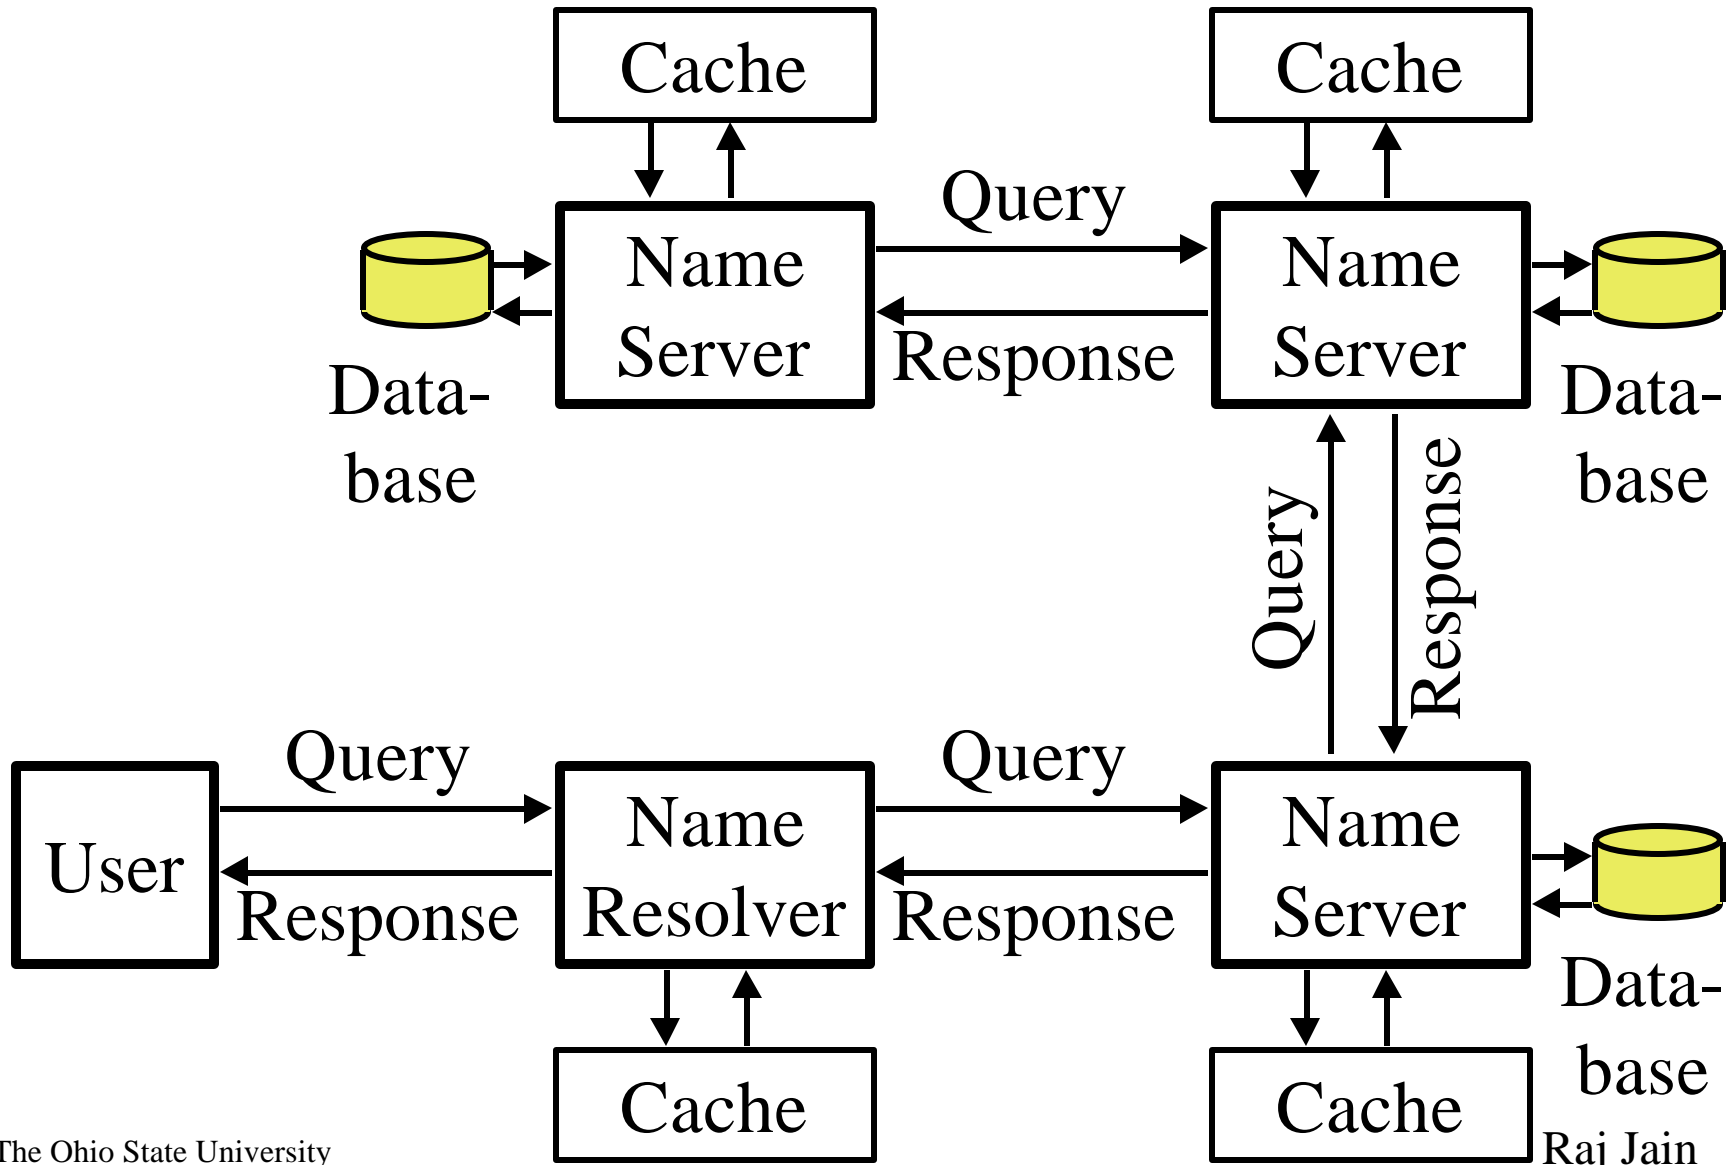 Cache
Cache
Query
Name
Server
Name
Server
Response
Data-
base
Data-
base
Query
Response
Query
Query
User
Name
Resolver
Name
Server
Response
Response
Data-
base
Cache
Cache
The Ohio State University
Raj Jain